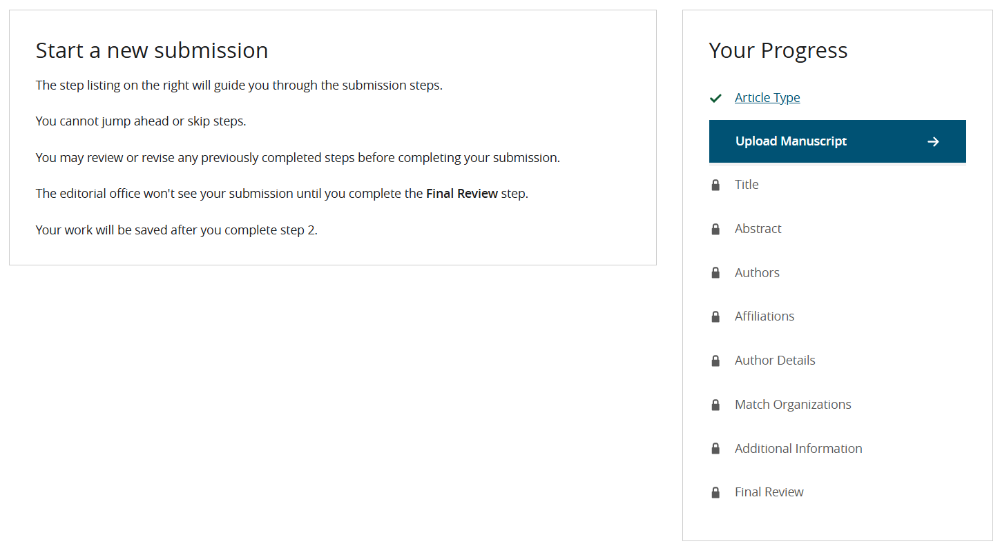 Start a new submission
The step listing on the right will guide you through the submission steps.
You cannot jump ahead or skip steps.
You may review or revise any previously completed steps before completing your submission.
The editorial office won't see your submission until you complete the Final Review step.
Your work will be saved after you complete step 2.
Your Progress
Article Type
Upload Manuscript
Title
Abstract
Authors
Affiliations
Author Details
Match Organizations
Additional Information
Final Review